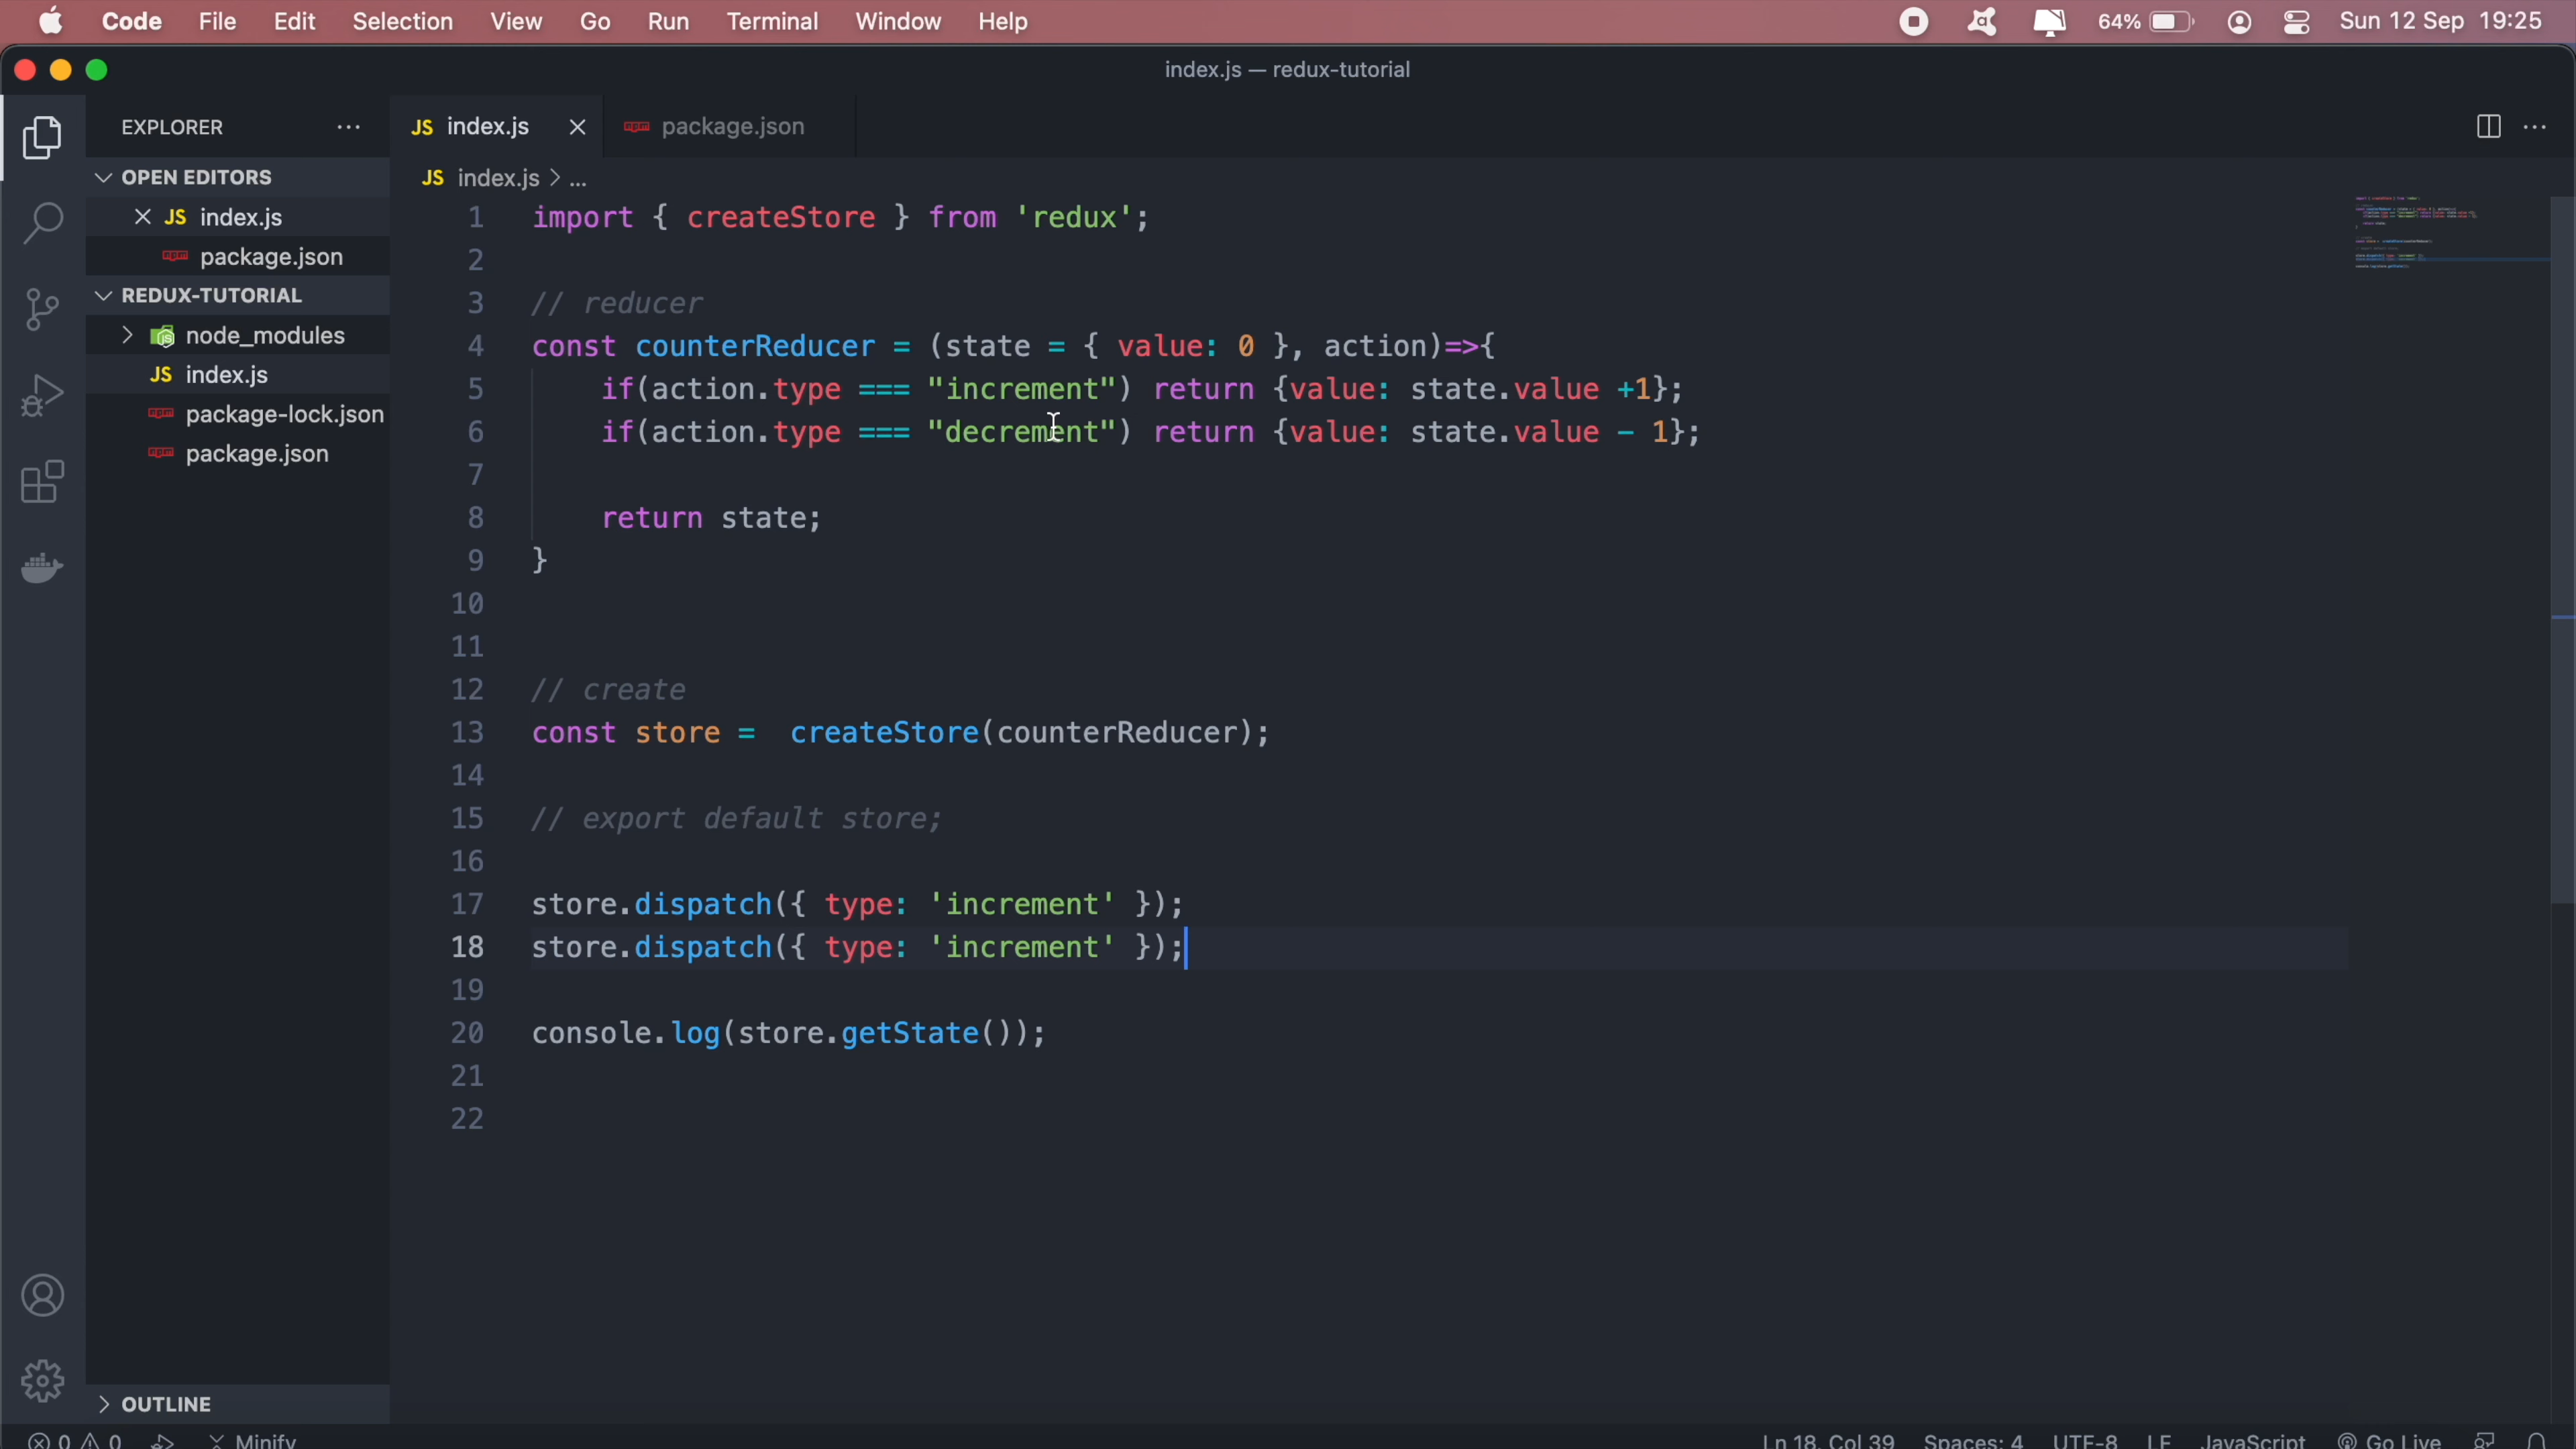 Code File Edit Selection View Go Run Terminal Window Help 64% Sun 12 Sep 19:25
index.js — redux-tutorial
EXPLORER
OPEN EDITORS
JS index.js
package.json
REDUX-TUTORIAL
node_modules
JS index.js
package-lock.json
package.json
OUTLINE
JS index.js package.json
JS index.js > ...
1 import { createStore } from 'redux';
2
3 // reducer
4 const counterReducer = (state = { value: 0 }, action)=>{
5     if(action.type === "increment") return {value: state.value +1};
6     if(action.type === "decrement") return {value: state.value - 1};
7
8     return state;
9 }
10
11
12 // create
13 const store =  createStore(counterReducer);
14
15 // export default store;
16
17 store.dispatch({ type: 'increment' });
18 store.dispatch({ type: 'increment' });
19
20 console.log(store.getState());
21
22
0 0 Minify Ln 18, Col 39 Spaces: 4 UTF-8 LF JavaScript Go Live